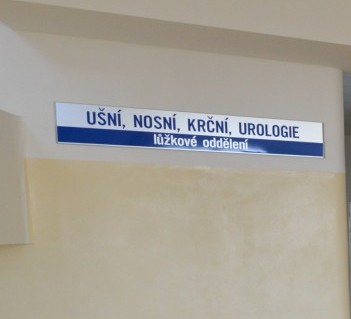 UŠNÍ, NOSNÍ, KRČNÍ, UROLOGIE
lůžkové oddělení